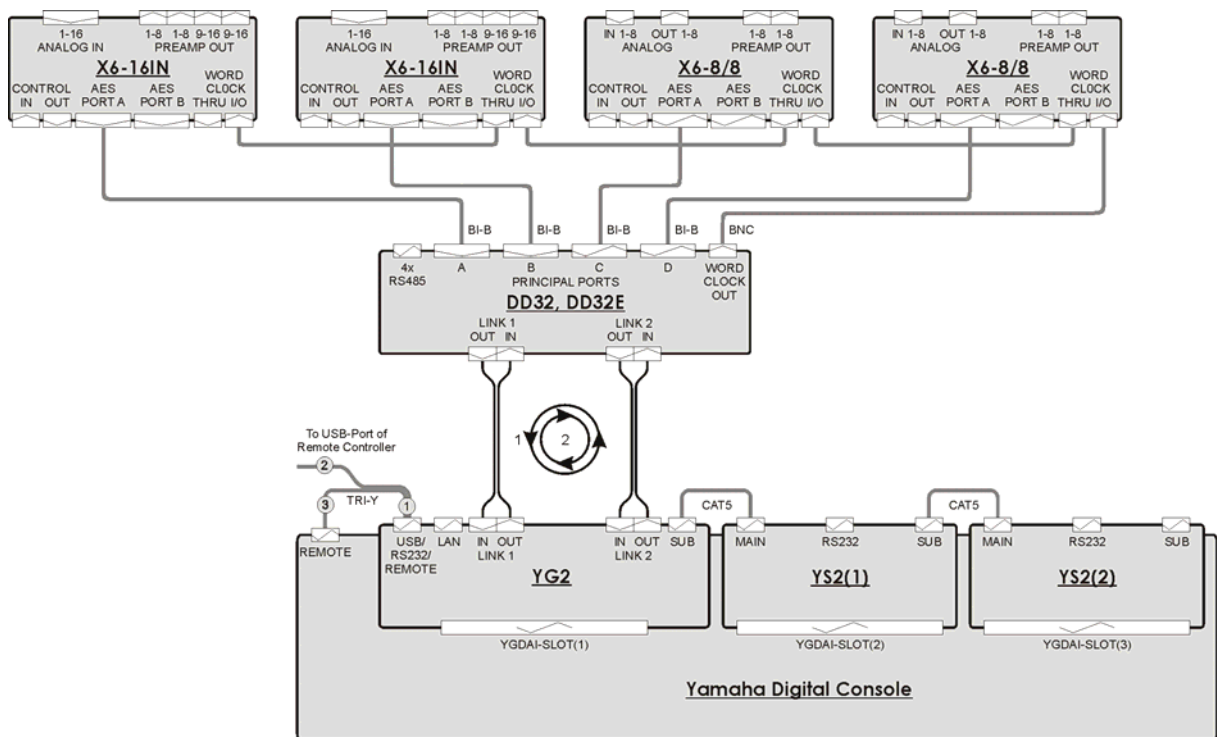 1-16
1-8 1-8 9-16 9-16
ANALOG IN PREAMP OUT
X6-16IN
CONTROL
IN OUT
AES
PORT A
AES
PORT B
WORD
CLOCK
THRU I/O
1-16
1-8 1-8 9-16 9-16
ANALOG IN PREAMP OUT
X6-16IN
CONTROL
IN OUT
AES
PORT A
AES
PORT B
WORD
CLOCK
THRU I/O
IN 1-8 OUT 1-8 1-8 1-8
ANALOG PREAMP OUT
X6-8/8
CONTROL
IN OUT
AES
PORT A
AES
PORT B
WORD
CLOCK
THRU I/O
IN 1-8 OUT 1-8 1-8 1-8
ANALOG PREAMP OUT
X6-8/8
CONTROL
IN OUT
AES
PORT A
AES
PORT B
WORD
CLOCK
THRU I/O
BI-B BI-B BI-B BI-B BNC
4x
RS485
A B C D
PRINCIPAL PORTS
WORD
CLOCK
OUT
DD32, DD32E
LINK 1
OUT IN
LINK 2
OUT IN
1 2
To USB-Port of
Remote Controller
2
3 TRI-Y 1
CAT5 CAT5
REMOTE
USB/
RS232/
REMOTE
LAN
IN OUT
LINK 1
IN OUT
LINK 2
SUB
YG2
YGDAI-SLOT(1)
MAIN RS232 SUB
YS2(1)
YGDAI-SLOT(2)
MAIN RS232 SUB
YS2(2)
YGDAI-SLOT(3)
Yamaha Digital Console